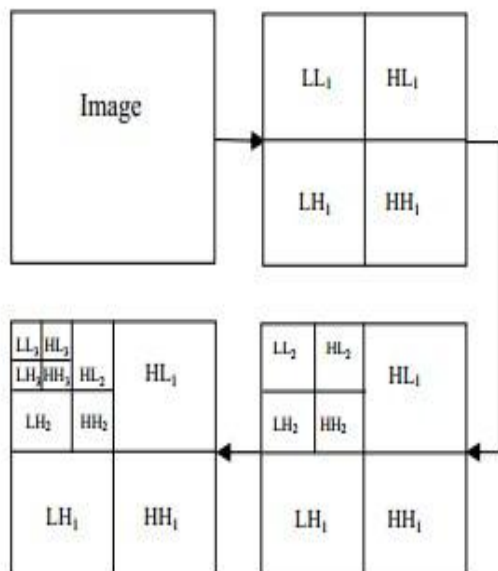 Image
LL₁ HL₁
LH₁ HH₁
LL₃ HL₃
LH₃ HH₃ HL₂
HL₁
LH₂ HH₂
LH₁ HH₁
LL₂ HL₂
HL₁
LH₂ HH₂
LH₁ HH₁